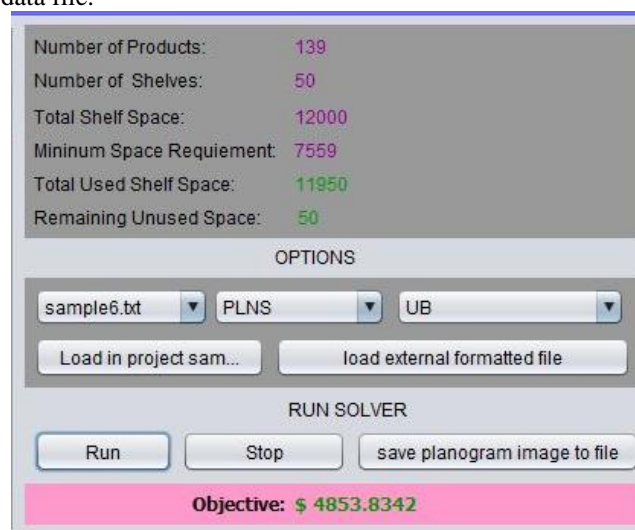 data file.
Number of Products: 139
Number of Shelves: 50
Total Shelf Space: 12000
Mininum Space Requiement: 7559
Total Used Shelf Space: 11950
Remaining Unused Space: 50
OPTIONS
sample6.txt PLNS UB
Load in project sam... load external formatted file
RUN SOLVER
Run Stop save planogram image to file
Objective: $ 4853.8342